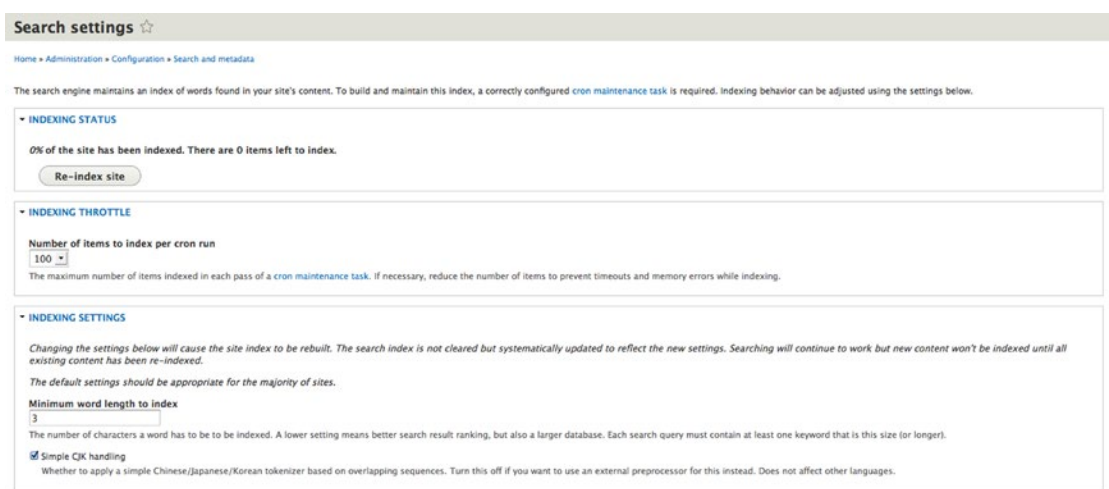 Search settings
Home » Administration » Configuration » Search and metadata
The search engine maintains an index of words found in your site's content. To build and maintain this index, a correctly configured cron maintenance task is required. Indexing behavior can be adjusted using the settings below.
INDEXING STATUS
0% of the site has been indexed. There are 0 items left to index.
Re-index site
INDEXING THROTTLE
Number of items to index per cron run
100
The maximum number of items indexed in each pass of a cron maintenance task. If necessary, reduce the number of items to prevent timeouts and memory errors while indexing.
INDEXING SETTINGS
Changing the settings below will cause the site index to be rebuilt. The search index is not cleared but systematically updated to reflect the new settings. Searching will continue to work but new content won't be indexed until all
existing content has been re-indexed.
The default settings should be appropriate for the majority of sites.
Minimum word length to index
3
The number of characters a word has to be to be indexed. A lower setting means better search result ranking, but also a larger database. Each search query must contain at least one keyword that is this size (or longer).
Simple CJK handling
Whether to apply a simple Chinese/Japanese/Korean tokenizer based on overlapping sequences. Turn this off if you want to use an external preprocessor for this instead. Does not affect other languages.